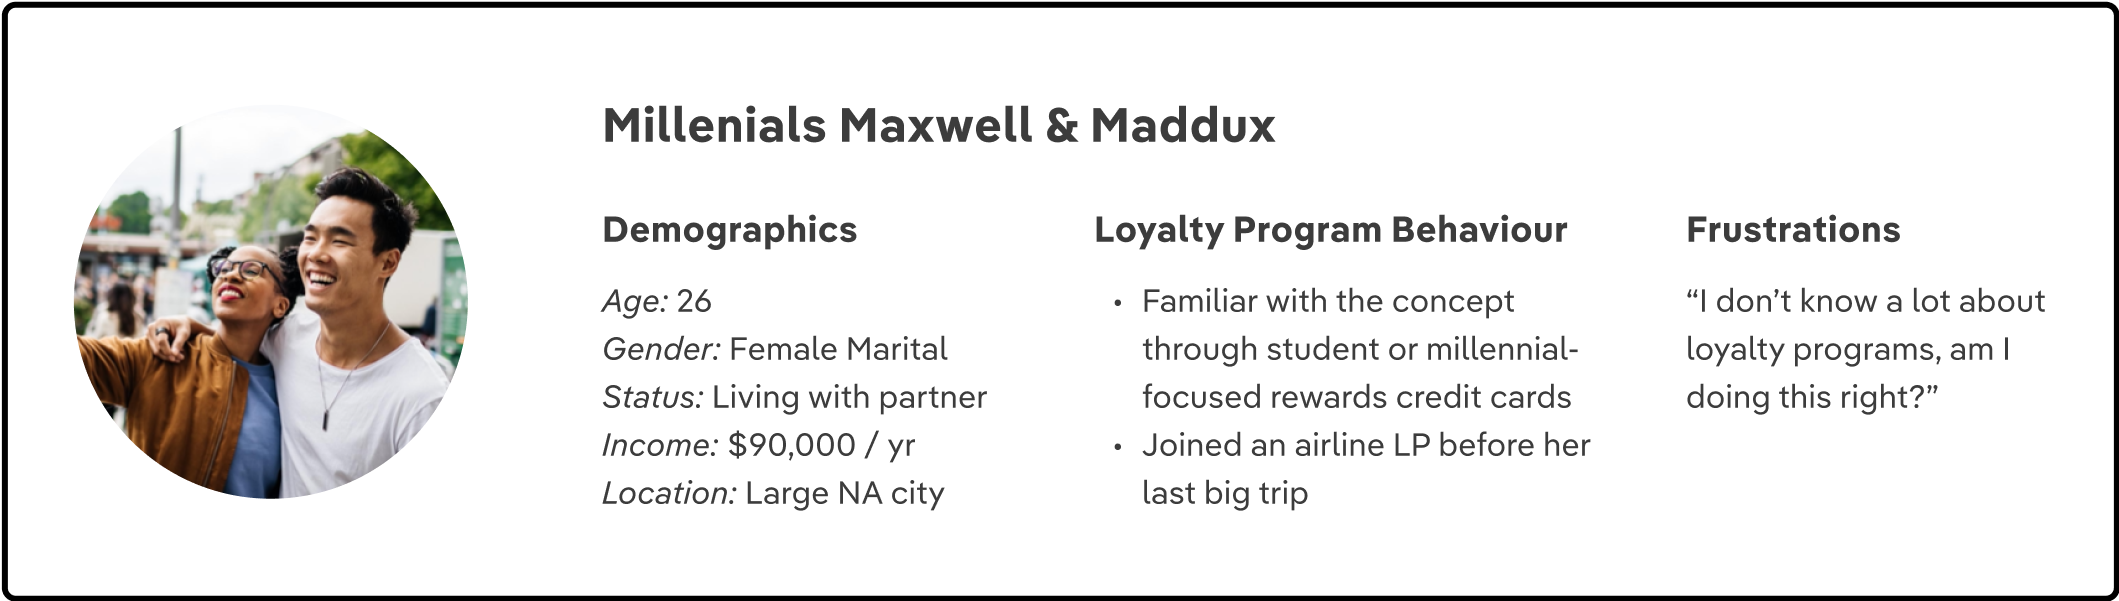 Millenials Maxwell & Maddux
Demographics
Age: 26
Gender: Female Marital
Status: Living with partner
Income: $90,000 / yr
Location: Large NA city
Loyalty Program Behaviour
• Familiar with the concept
through student or millennial-
focused rewards credit cards
• Joined an airline LP before her
last big trip
Frustrations
“I don’t know a lot about
loyalty programs, am I
doing this right?”